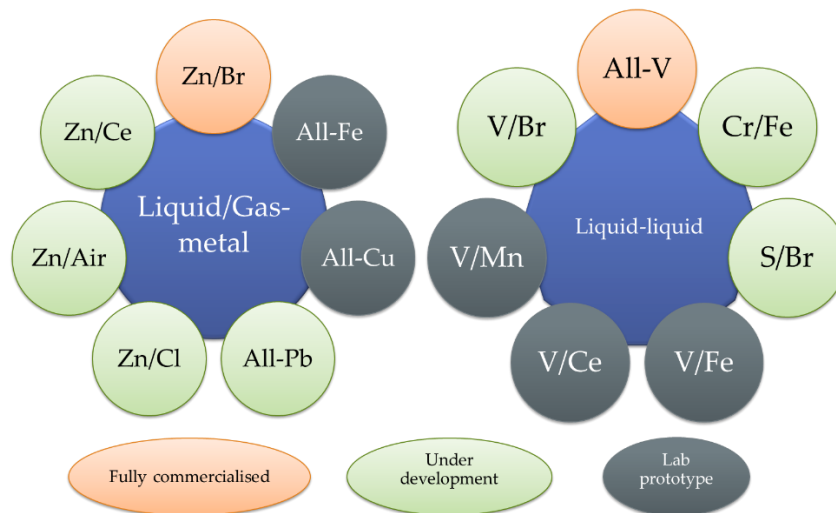 Zn/Br
All-Fe
All-Cu
All-Pb
Zn/Cl
Zn/Air
Zn/Ce
Liquid/Gas-
metal
All-V
Cr/Fe
S/Br
V/Fe
V/Ce
V/Mn
V/Br
Liquid-liquid
Fully commercialised
Under
development
Lab
prototype